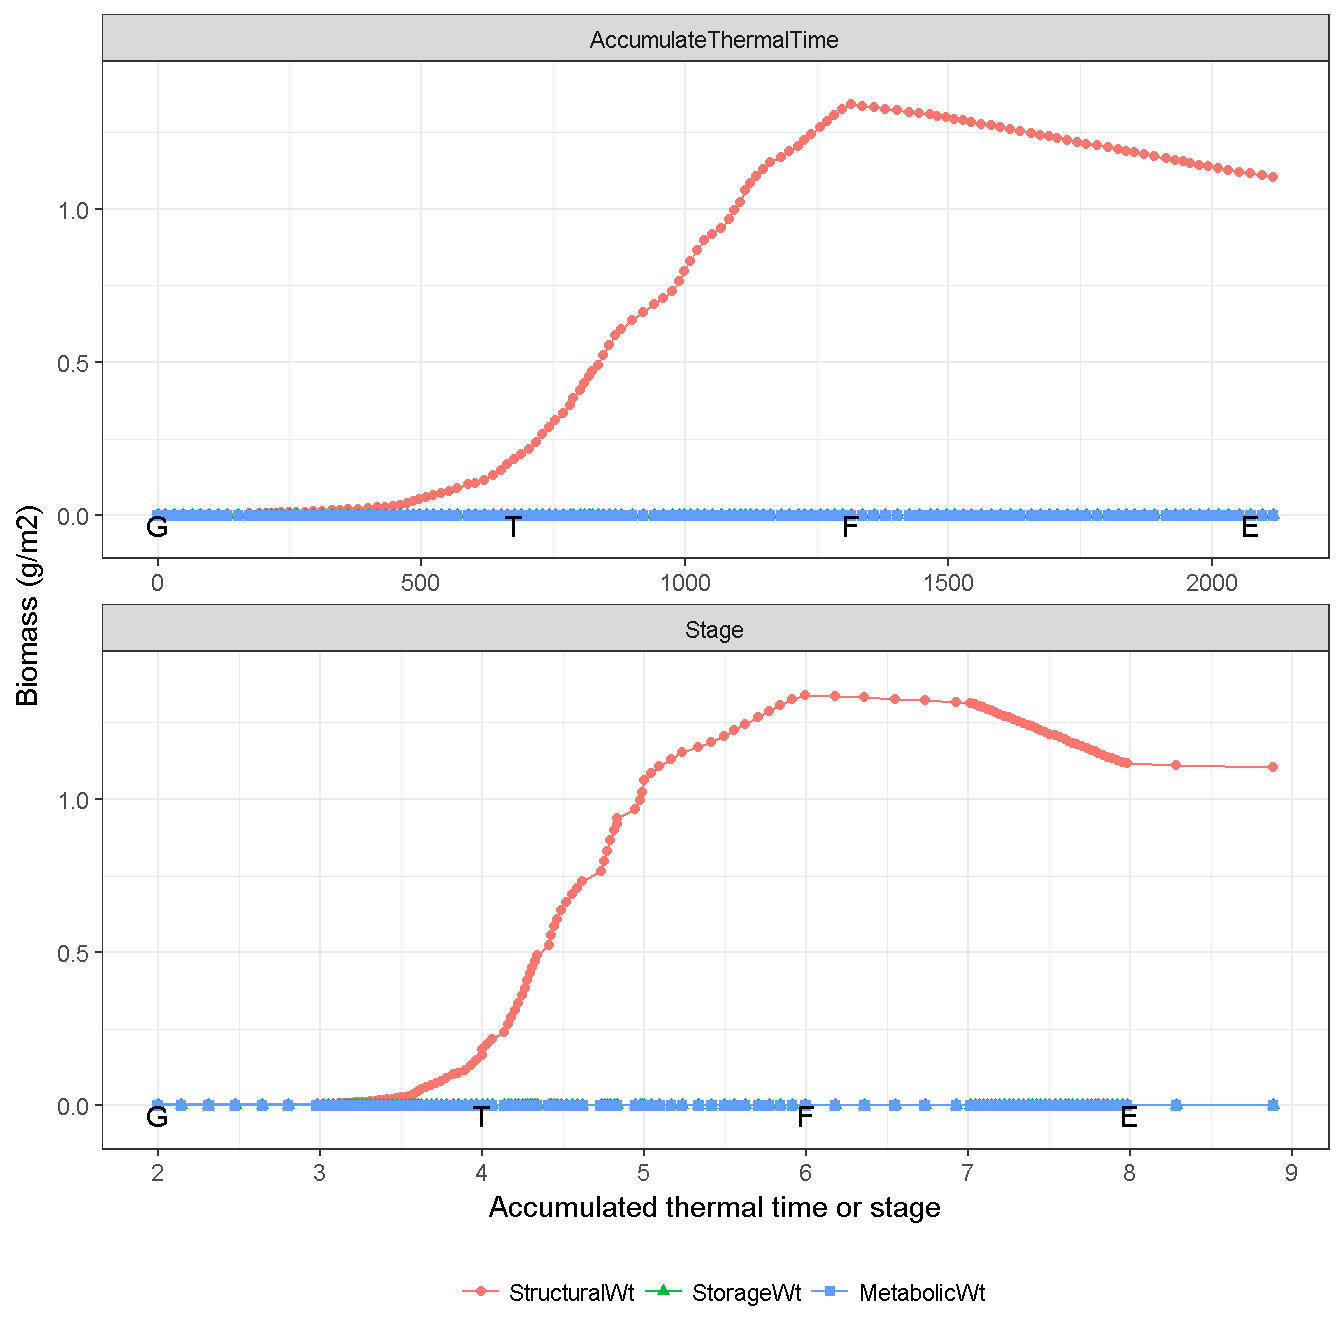 AccumulateThermalTime
1.0
0.5
0.0
G T F E
0 500 1000 1500 2000
Biomass (g/m2)
Stage
1.0
0.5
0.0
G T F E
2 3 4 5 6 7 8 9
Accumulated thermal time or stage
StructuralWt StorageWt MetabolicWt